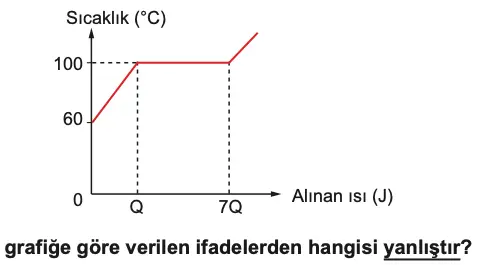 Sıcaklık (°C)
100
60
0
Q
7Q
Alınan ısı (J)
grafiğe göre verilen ifadelerden hangisi yanlıştır?